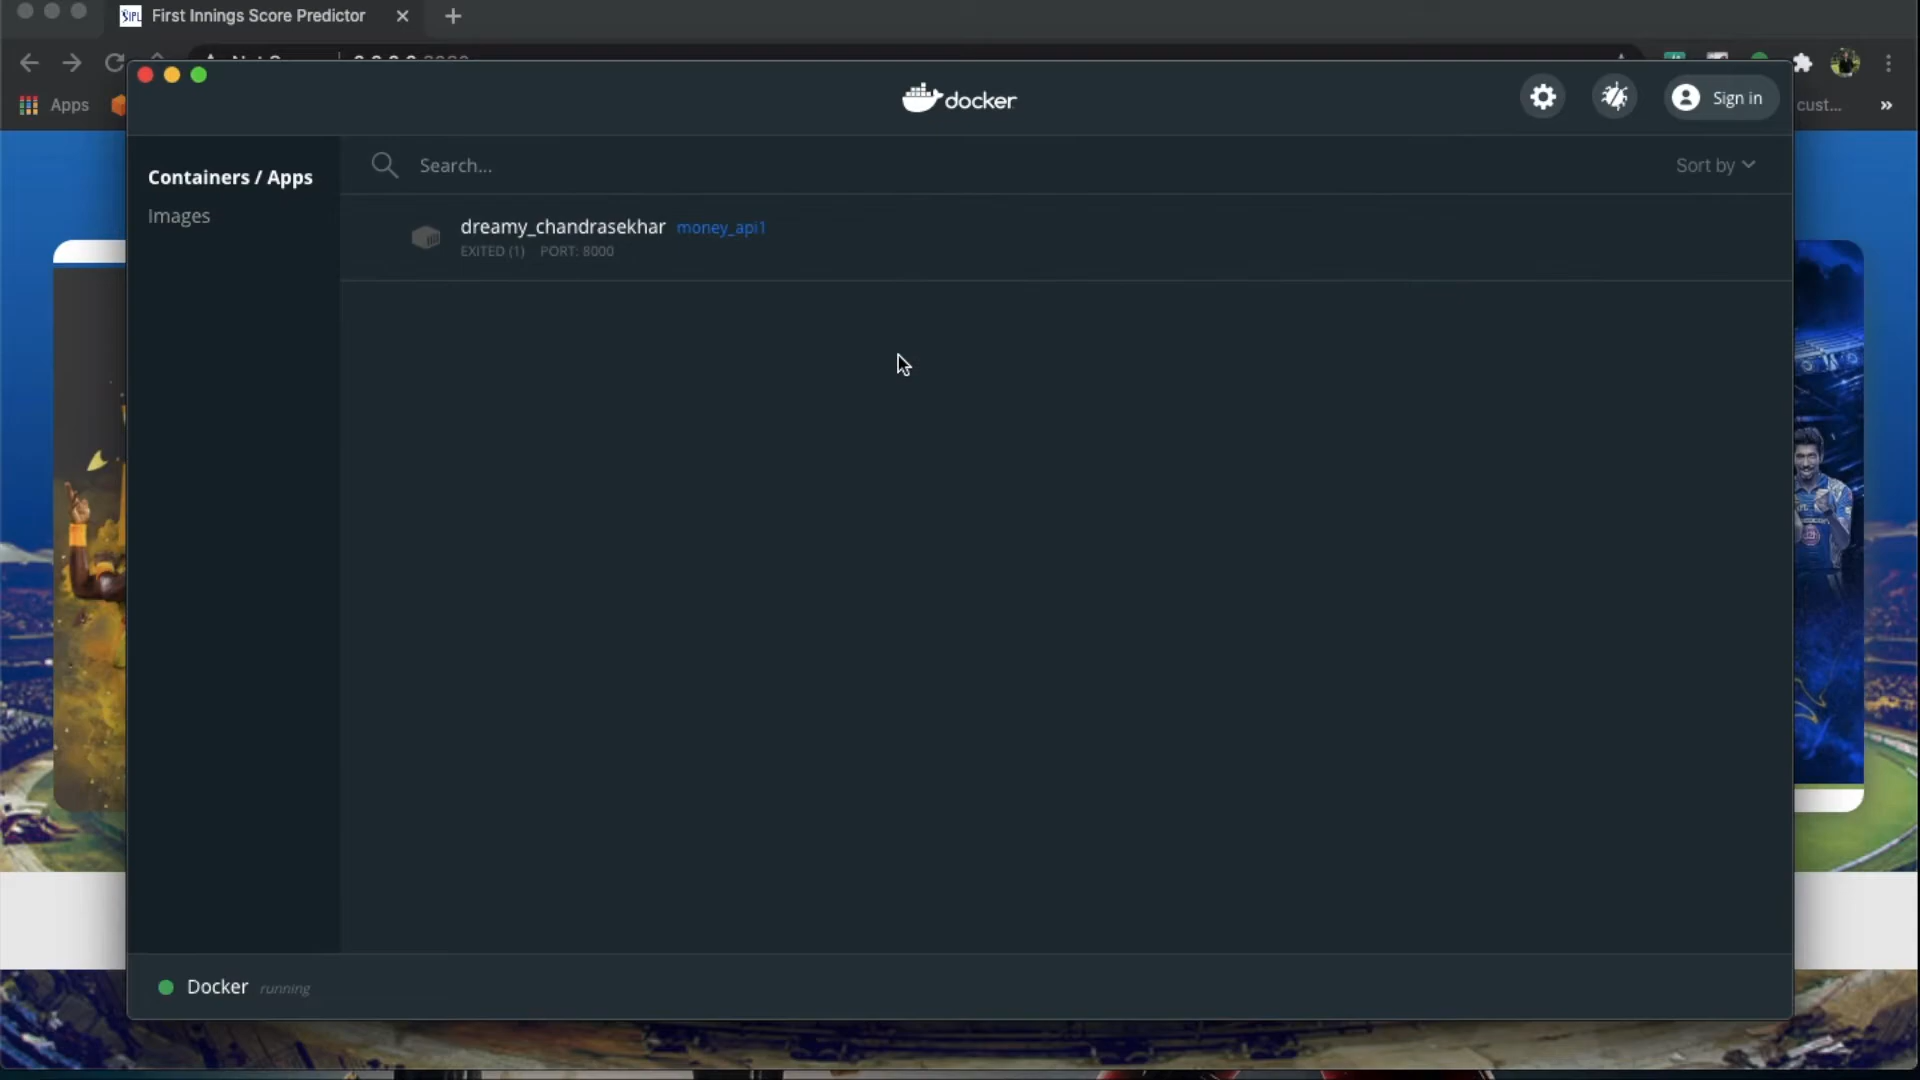 First Innings Score Predictor
Apps
cust...
docker
Sign in
Containers / Apps
Images
Search...
Sort by
dreamy_chandrasekhar money_api1
EXITED (1) PORT: 8000
Docker running